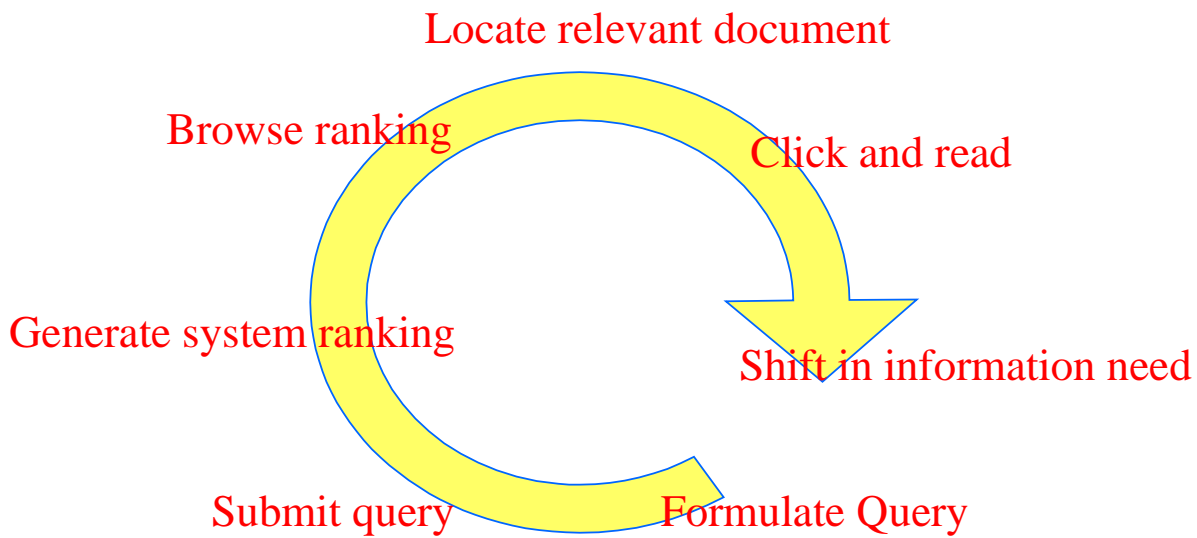 Locate relevant document
Browse ranking
Click and read
Generate system ranking
Shift in information need
Submit query
Formulate Query